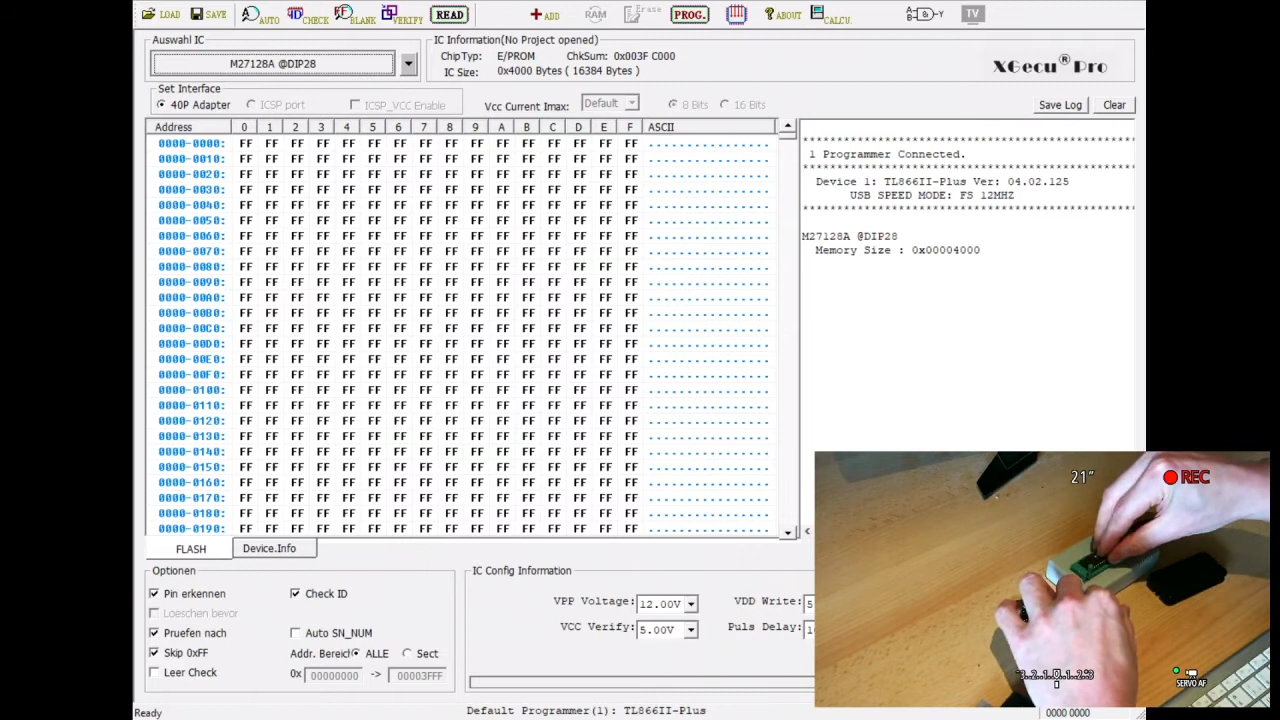 LOAD SAVE AUTO CHECK BLANK VERIFY READ ADD RAM Erase PROG. ABOUT CALCU. A & Y TV
Auswahl IC
M27128A @DIP28
IC Information(No Project opened)
ChipTyp: E/PROM ChkSum: 0x003F C000
IC Size: 0x4000 Bytes ( 16384 Bytes )
XGecu® Pro
Set Interface
40P Adapter ICSP port ICSP_VCC Enable Vcc Current Imax: Default 8 Bits 16 Bits Save Log Clear
Address 0 1 2 3 4 5 6 7 8 9 A B C D E F ASCII
0000-0000: FF FF FF FF FF FF FF FF FF FF FF FF FF FF FF FF ................
0000-0010: FF FF FF FF FF FF FF FF FF FF FF FF FF FF FF FF ................
0000-0020: FF FF FF FF FF FF FF FF FF FF FF FF FF FF FF FF ................
0000-0030: FF FF FF FF FF FF FF FF FF FF FF FF FF FF FF FF ................
0000-0040: FF FF FF FF FF FF FF FF FF FF FF FF FF FF FF FF ................
0000-0050: FF FF FF FF FF FF FF FF FF FF FF FF FF FF FF FF ................
0000-0060: FF FF FF FF FF FF FF FF FF FF FF FF FF FF FF FF ................
0000-0070: FF FF FF FF FF FF FF FF FF FF FF FF FF FF FF FF ................
0000-0080: FF FF FF FF FF FF FF FF FF FF FF FF FF FF FF FF ................
0000-0090: FF FF FF FF FF FF FF FF FF FF FF FF FF FF FF FF ................
0000-00A0: FF FF FF FF FF FF FF FF FF FF FF FF FF FF FF FF ................
0000-00B0: FF FF FF FF FF FF FF FF FF FF FF FF FF FF FF FF ................
0000-00C0: FF FF FF FF FF FF FF FF FF FF FF FF FF FF FF FF ................
0000-00D0: FF FF FF FF FF FF FF FF FF FF FF FF FF FF FF FF ................
0000-00E0: FF FF FF FF FF FF FF FF FF FF FF FF FF FF FF FF ................
0000-00F0: FF FF FF FF FF FF FF FF FF FF FF FF FF FF FF FF ................
0000-0100: FF FF FF FF FF FF FF FF FF FF FF FF FF FF FF FF ................
0000-0110: FF FF FF FF FF FF FF FF FF FF FF FF FF FF FF FF ................
0000-0120: FF FF FF FF FF FF FF FF FF FF FF FF FF FF FF FF ................
0000-0130: FF FF FF FF FF FF FF FF FF FF FF FF FF FF FF FF ................
0000-0140: FF FF FF FF FF FF FF FF FF FF FF FF FF FF FF FF ................
0000-0150: FF FF FF FF FF FF FF FF FF FF FF FF FF FF FF FF ................
0000-0160: FF FF FF FF FF FF FF FF FF FF FF FF FF FF FF FF ................
0000-0170: FF FF FF FF FF FF FF FF FF FF FF FF FF FF FF FF ................
0000-0180: FF FF FF FF FF FF FF FF FF FF FF FF FF FF FF FF ................
0000-0190: FF FF FF FF FF FF FF FF FF FF FF FF FF FF FF FF ................
1 Programmer Connected.
Device 1: TL866II-Plus Ver: 04.02.125
USB SPEED MODE: FS 12MHZ
M27128A @DIP28
Memory Size : 0x00004000
FLASH Device.Info
Optionen
Pin erkennen Check ID
Loeschen bevor
Pruefen nach Auto SN_NUM
Skip 0xFF Addr. Bereich ALLE Sect
Leer Check 0x 00000000 -> 00003FFF
IC Config Information
VPP Voltage: 12.00V VDD Write: 5
VCC Verify: 5.00V Puls Delay:
21" REC
3..2..1..0..1..2..3
SERVO AF
Ready Default Programmer(1): TL866II-Plus 0000 0000